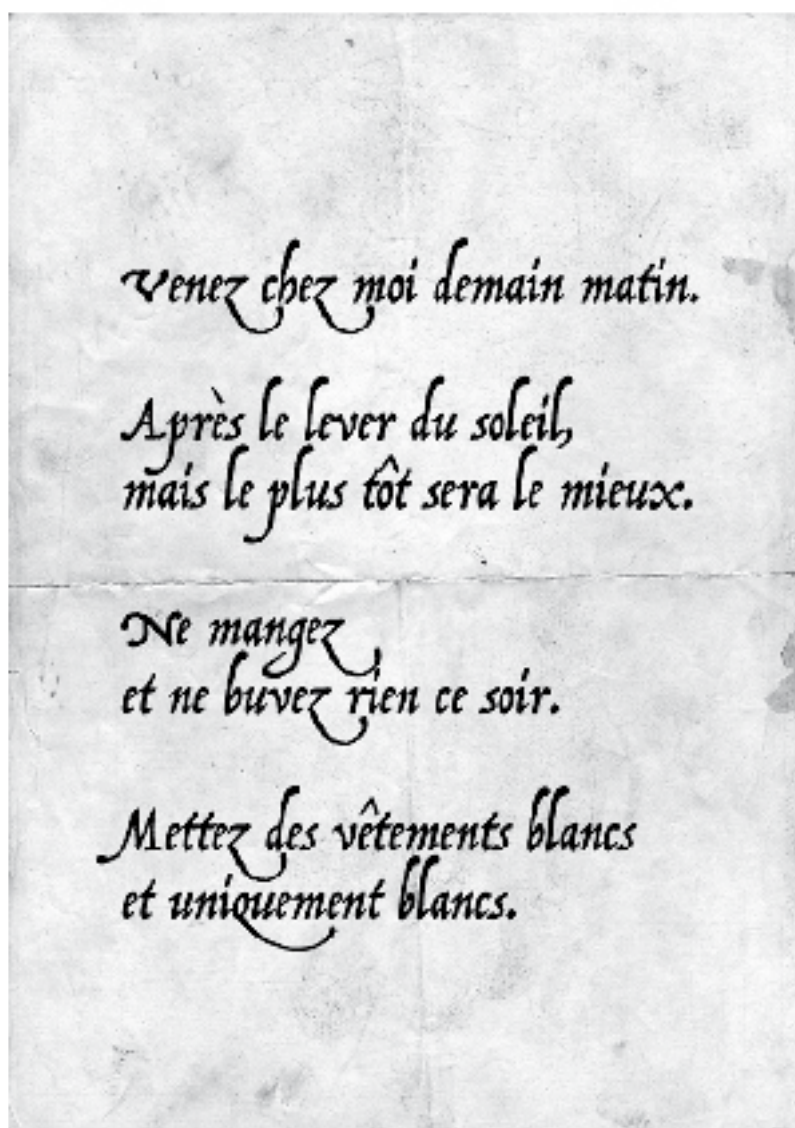 Venez chez moi demain matin.
Après le lever du soleil,
mais le plus tôt sera le mieux.
Ne mangez
et ne buvez rien ce soir.
Mettez des vêtements blancs
et uniquement blancs.